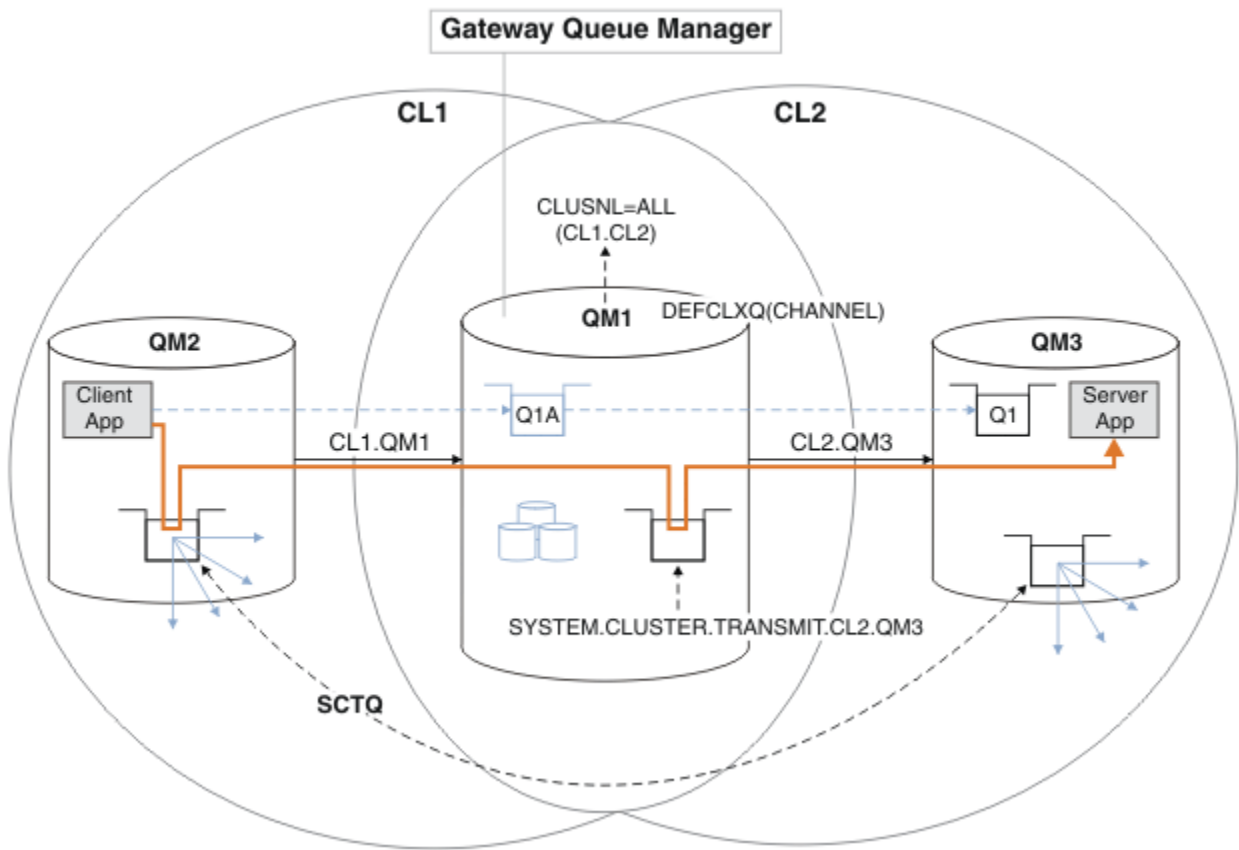 Gateway Queue Manager
CL1
CL2
CLUSNL=ALL
(CL1.CL2)
QM1
DEFCLXQ(CHANNEL)
QM2
QM3
Client
App
Q1A
Q1
Server
App
CL1.QM1
CL2.QM3
SYSTEM.CLUSTER.TRANSMIT.CL2.QM3
SCTQ